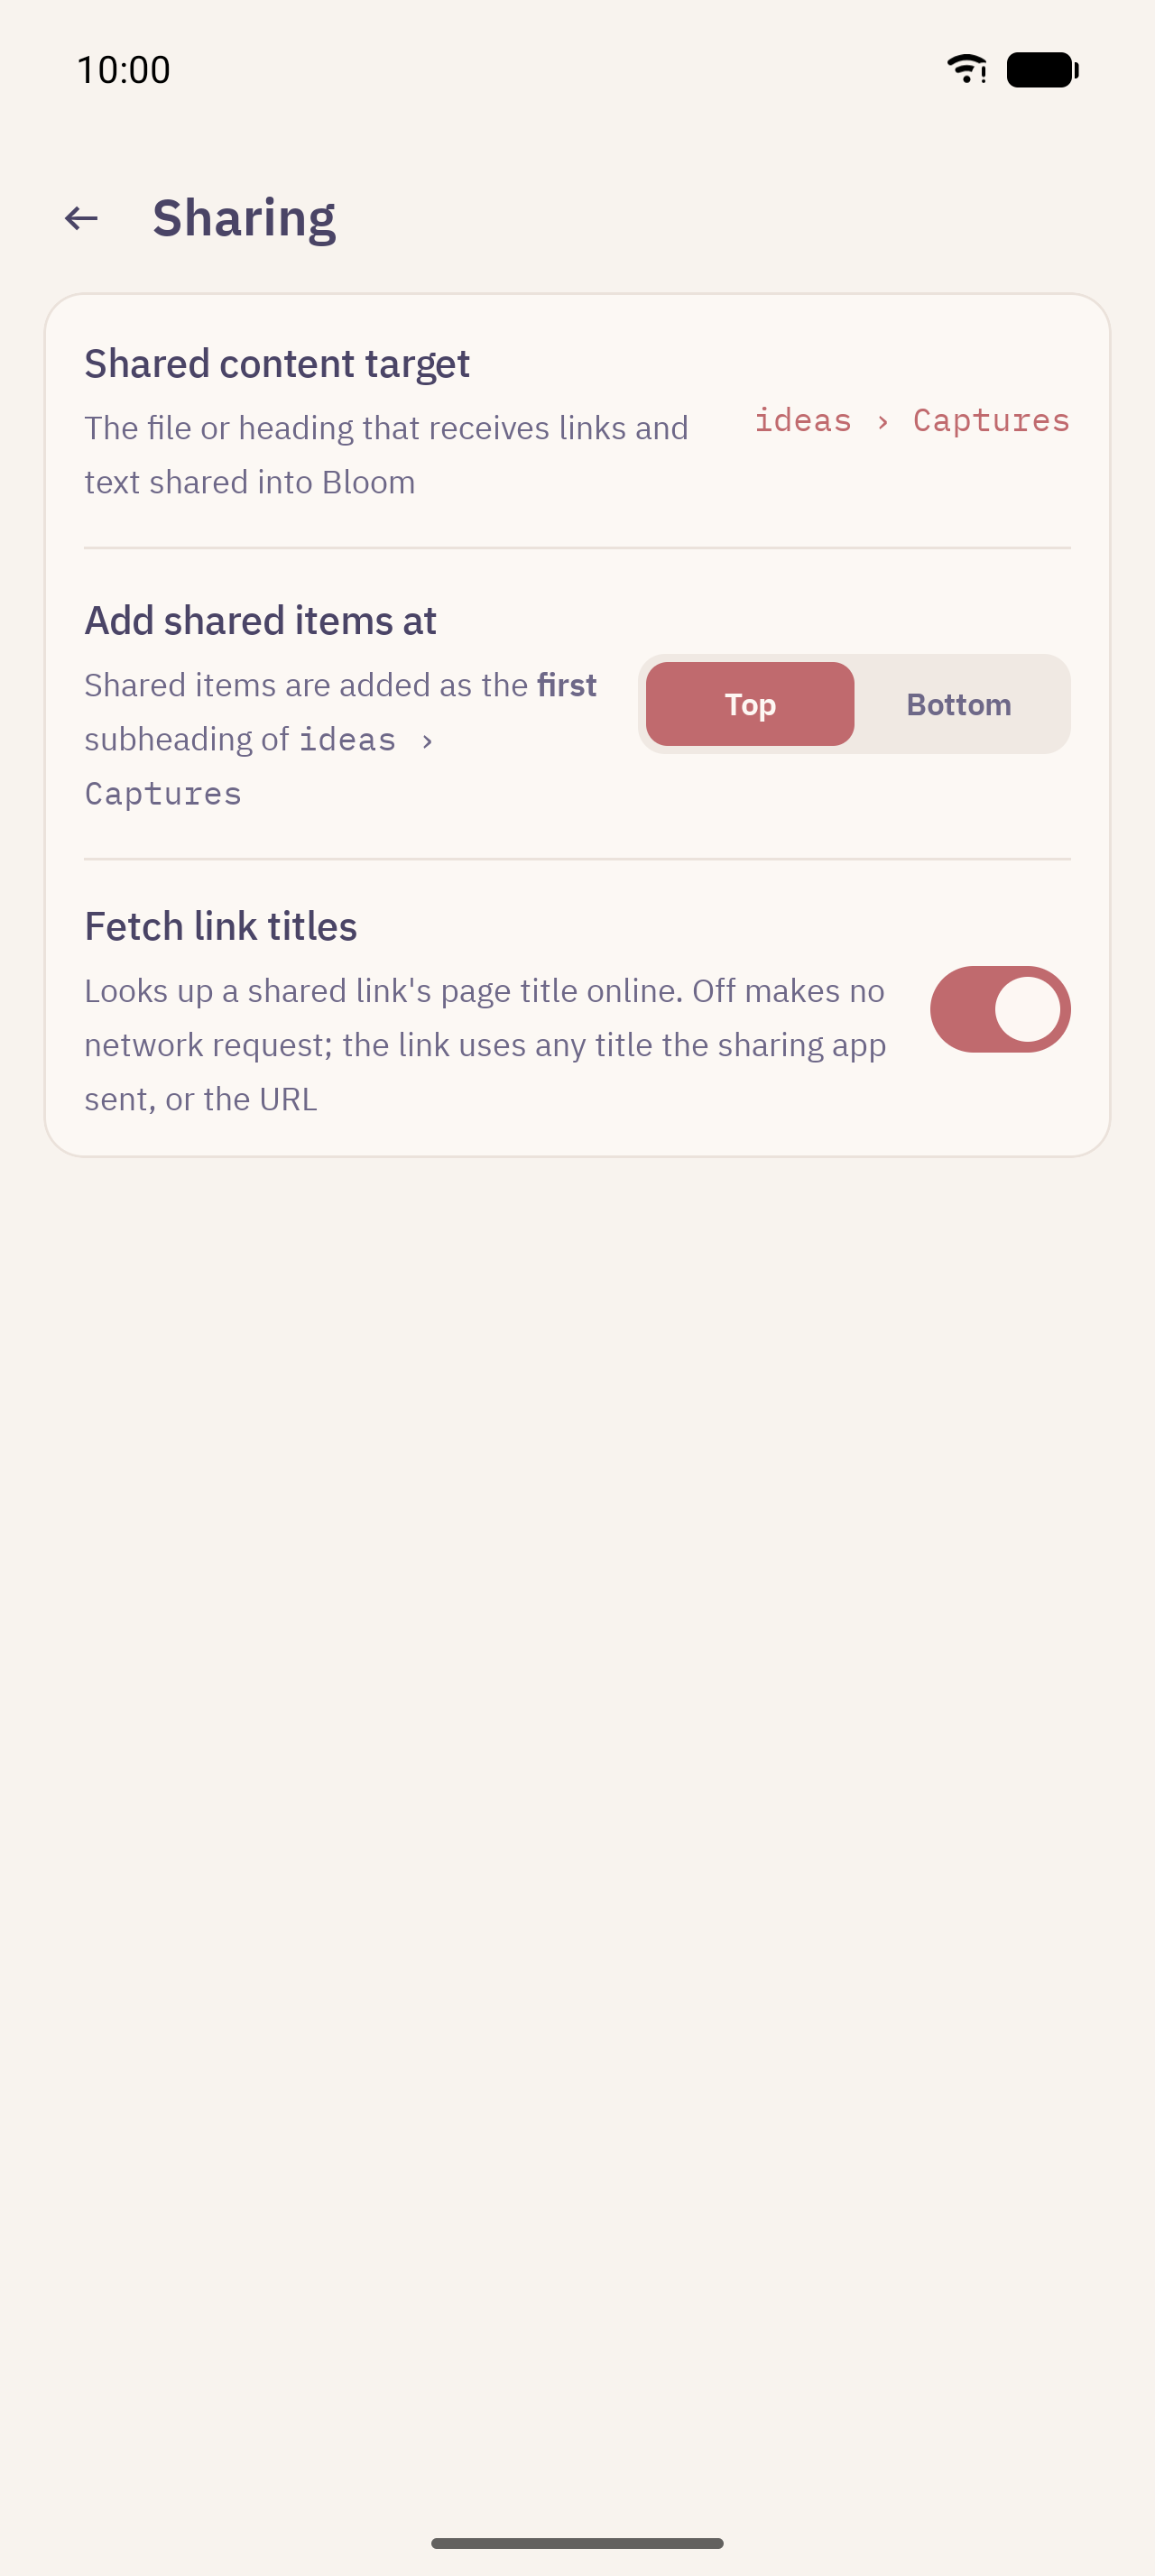 10:00
Sharing
Shared content target
The file or heading that receives links and
text shared into Bloom
ideas › Captures
Add shared items at
Shared items are added as the first
subheading of ideas ›
Captures
Top
Bottom
Fetch link titles
Looks up a shared link's page title online. Off makes no
network request; the link uses any title the sharing app
sent, or the URL